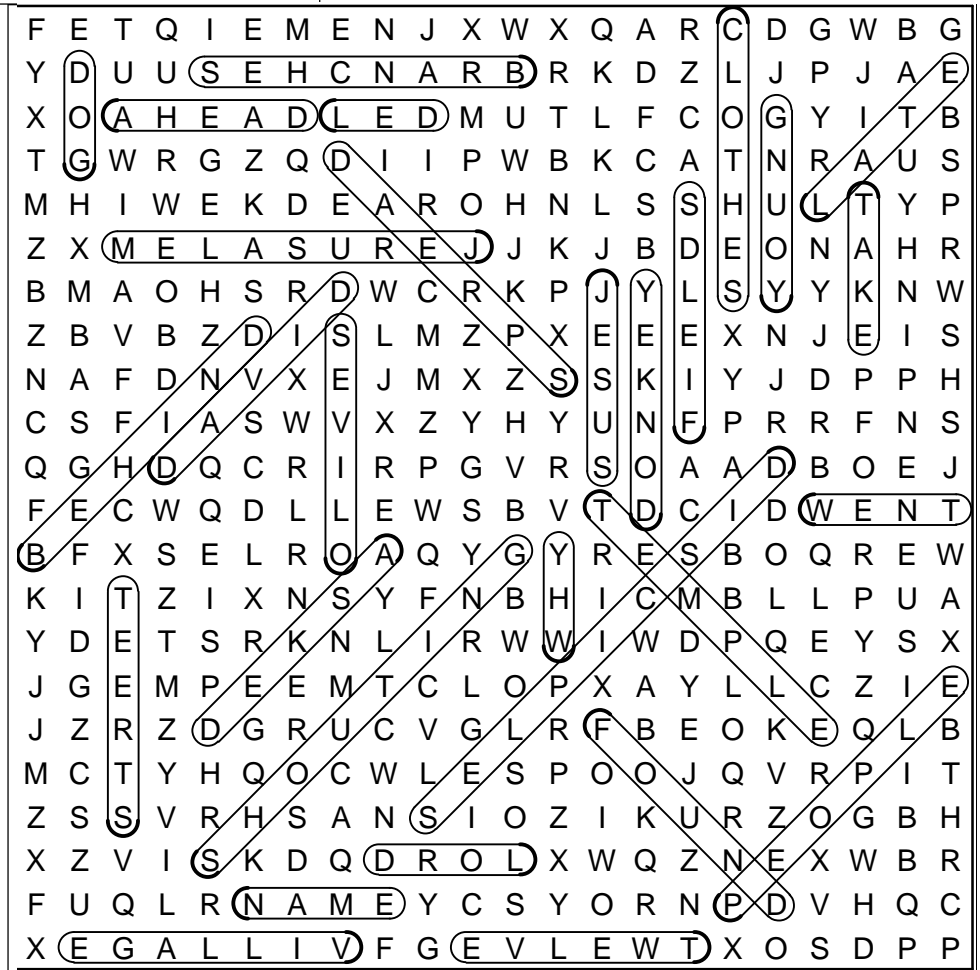 F E T Q I E M E N J X W X Q A R C D G W B G
Y D U U S E H C N A R B R K D Z L J P J A E
X O A H E A D L E D M U T L F C O G Y I T B
T G W R G Z Q D I I P W B K C A T N R A U S
M H I W E K D E A R O H N L S S H U L T Y P
Z X M E L A S U R E J J K J B D E O N A H R
B M A O H S R D W C R K P J Y L S Y Y K N W
Z B V B Z D I S L M Z P X E E E X N J E I S
N A F D N V X E J M X Z S S K I Y J D P P H
C S F I A S W V X Z Y H Y U N F P R R F N S
Q G H D Q C R I R P G V R S O A A D B O E J
F E C W Q D L L E W S B V T D C I D W E N T
B F X S E L R O A Q Y G Y R E S B O Q R E W
K I T Z I X N S Y F N B H I C M B L L P U A
Y D E T S R K N L I R W W I W D P Q E Y S X
J G E M P E E M T C L O P X A Y L L C Z I E
J Z R Z D G R U C V G L R F B E O K E Q L B
M C T Y H Q O C W L E S P O O J Q V R P I T
Z S S V R H S A N S I O Z I K U R Z O G B H
X Z V I S K D Q D R O L X W Q Z N E X W B R
F U Q L R N A M E Y C S Y O R N P D V H Q C
X E G A L L I V F G E V L E W T X O S D P P